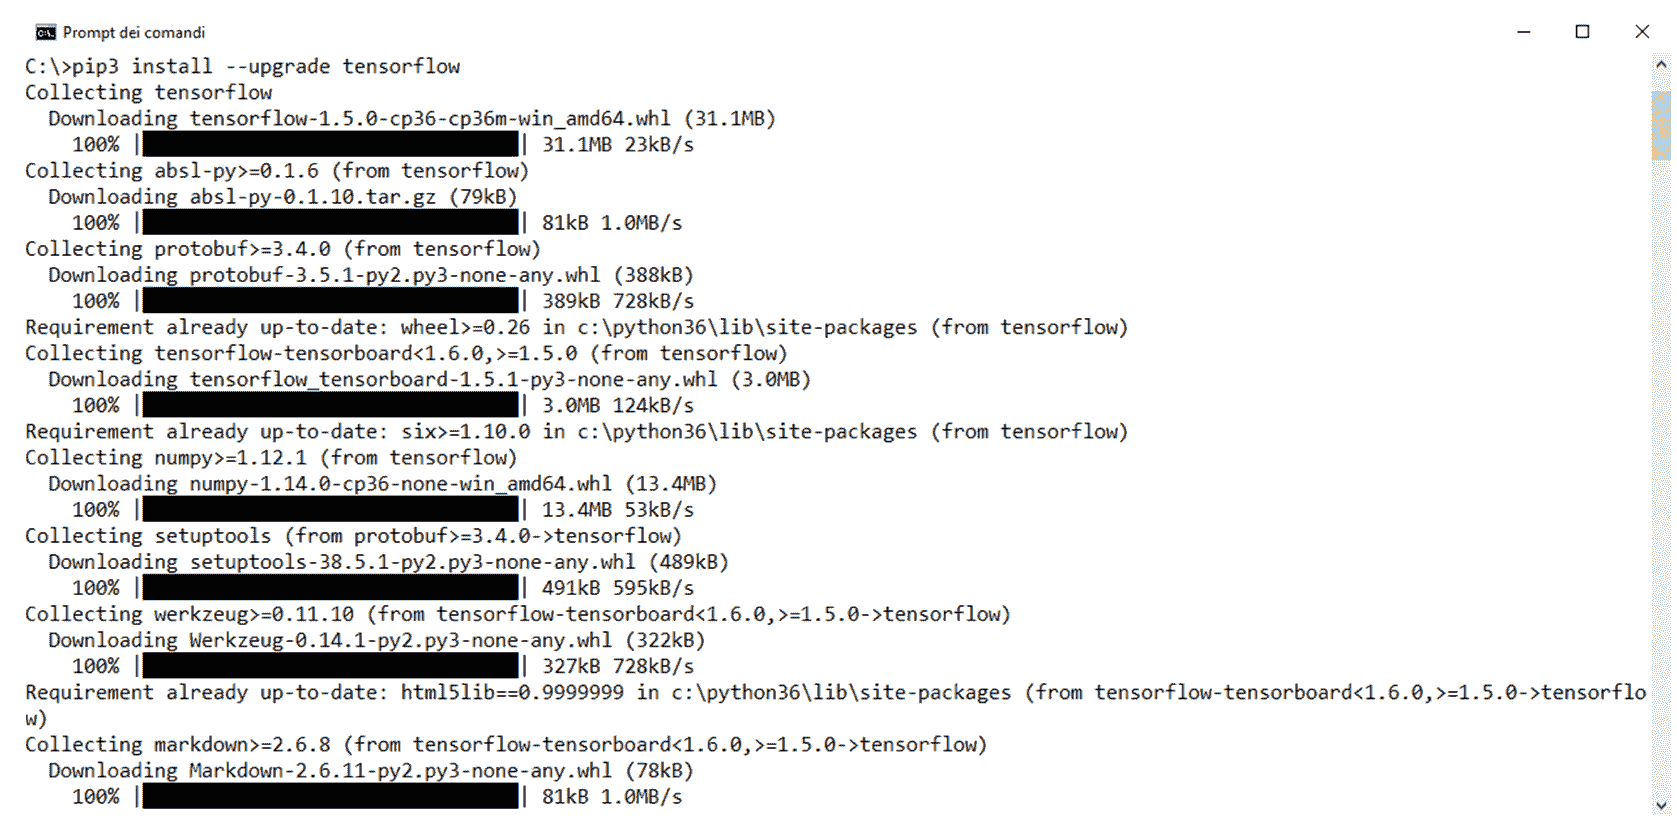 Prompt dei comandi
C:\>pip3 install --upgrade tensorflow
Collecting tensorflow
  Downloading tensorflow-1.5.0-cp36-cp36m-win_amd64.whl (31.1MB)
    100% |                                | 31.1MB 23kB/s
Collecting absl-py>=0.1.6 (from tensorflow)
  Downloading absl-py-0.1.10.tar.gz (79kB)
    100% |                                | 81kB 1.0MB/s
Collecting protobuf>=3.4.0 (from tensorflow)
  Downloading protobuf-3.5.1-py2.py3-none-any.whl (388kB)
    100% |                                | 389kB 728kB/s
Requirement already up-to-date: wheel>=0.26 in c:\python36\lib\site-packages (from tensorflow)
Collecting tensorflow-tensorboard<1.6.0,>=1.5.0 (from tensorflow)
  Downloading tensorflow_tensorboard-1.5.1-py3-none-any.whl (3.0MB)
    100% |                                | 3.0MB 124kB/s
Requirement already up-to-date: six>=1.10.0 in c:\python36\lib\site-packages (from tensorflow)
Collecting numpy>=1.12.1 (from tensorflow)
  Downloading numpy-1.14.0-cp36-none-win_amd64.whl (13.4MB)
    100% |                                | 13.4MB 53kB/s
Collecting setuptools (from protobuf>=3.4.0->tensorflow)
  Downloading setuptools-38.5.1-py2.py3-none-any.whl (489kB)
    100% |                                | 491kB 595kB/s
Collecting werkzeug>=0.11.10 (from tensorflow-tensorboard<1.6.0,>=1.5.0->tensorflow)
  Downloading Werkzeug-0.14.1-py2.py3-none-any.whl (322kB)
    100% |                                | 327kB 728kB/s
Requirement already up-to-date: html5lib==0.9999999 in c:\python36\lib\site-packages (from tensorflow-tensorboard<1.6.0,>=1.5.0->tensorflo
w)
Collecting markdown>=2.6.8 (from tensorflow-tensorboard<1.6.0,>=1.5.0->tensorflow)
  Downloading Markdown-2.6.11-py2.py3-none-any.whl (78kB)
    100% |                                | 81kB 1.0MB/s